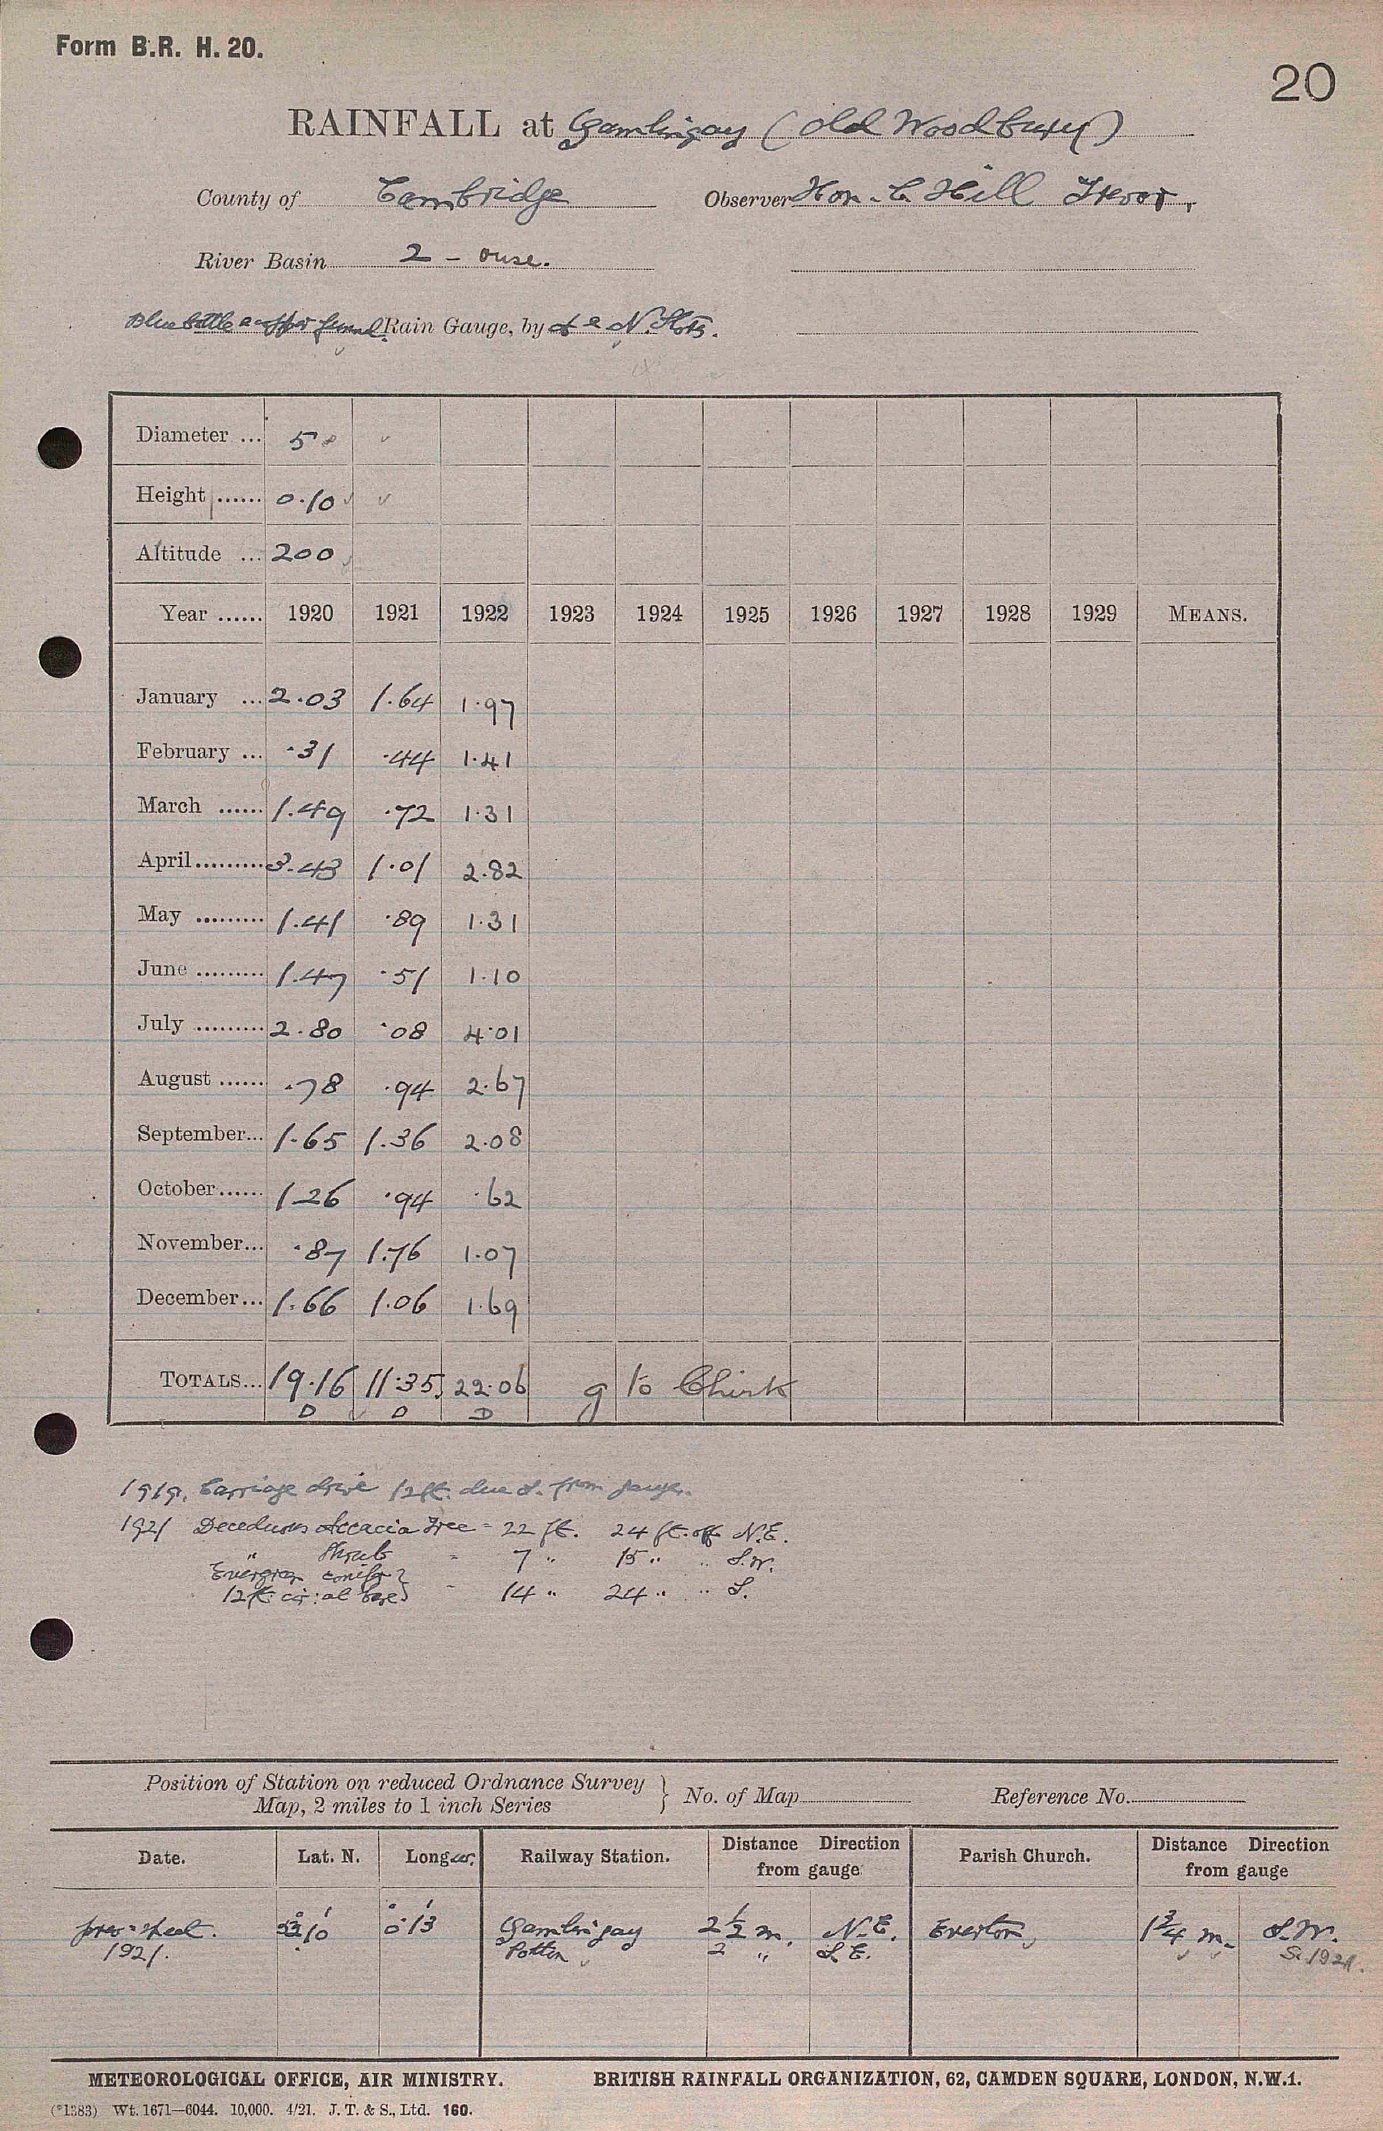 Form B.R. H. 20.
20
RAINFALL at Gamlingay (Old Woodbury)
County of Cambridge Observer Hon. C. Hill Trevor,
River Basin 2 - Ouse.
Blue bottle a copper funnel. Rain Gauge, by & N.
Diameter ... 5
Height ...... 0.10
Altitude ... 200
Year ...... 1920 1921 1922 1923 1924 1925 1926 1927 1928 1929 MEANS.
January ... 2.03 1.64 1.97
February ... .31 .44 1.41
March ...... 1.49 .72 1.31
April......... 3.43 1.01 2.82
May ......... 1.41 .89 1.31
June ......... 1.47 .51 1.10
July ......... 2.80 .08 4.01
August ...... .78 .94 2.67
September... 1.65 1.36 2.08
October...... 1.26 .94 .62
November... .87 1.76 1.07
December... 1.66 1.06 1.69
TOTALS... 19.16 11.35 22.06 g to Chirk
D D D
1919, Carriage drive 12 ft. due S. from gauge.
1921 Deceduous Accacia Tree = 22 ft. 24 ft. off N.E.
" Shrub - 7 " 15 " " S.W.
Evergreen conifer }
12 ft. cir: at base } - 14 " 24 " " S.
Position of Station on reduced Ordnance Survey } No. of Map Reference No.
Map, 2 miles to 1 inch Series
Date. Lat. N. Long W. Railway Station. Distance Direction from gauge Parish Church. Distance Direction from gauge
prev: sheet. 52° 10' 0° 13' Gamlingay 2½ m. N.E. Everton 1¾ m. S.W.
1921. Potton 2 " S.E. S. 1921.
METEOROLOGICAL OFFICE, AIR MINISTRY. BRITISH RAINFALL ORGANIZATION, 62, CAMDEN SQUARE, LONDON, N.W.1.
(*1383) Wt. 1671—6044. 10,000. 4/21. J. T. & S., Ltd. 160.